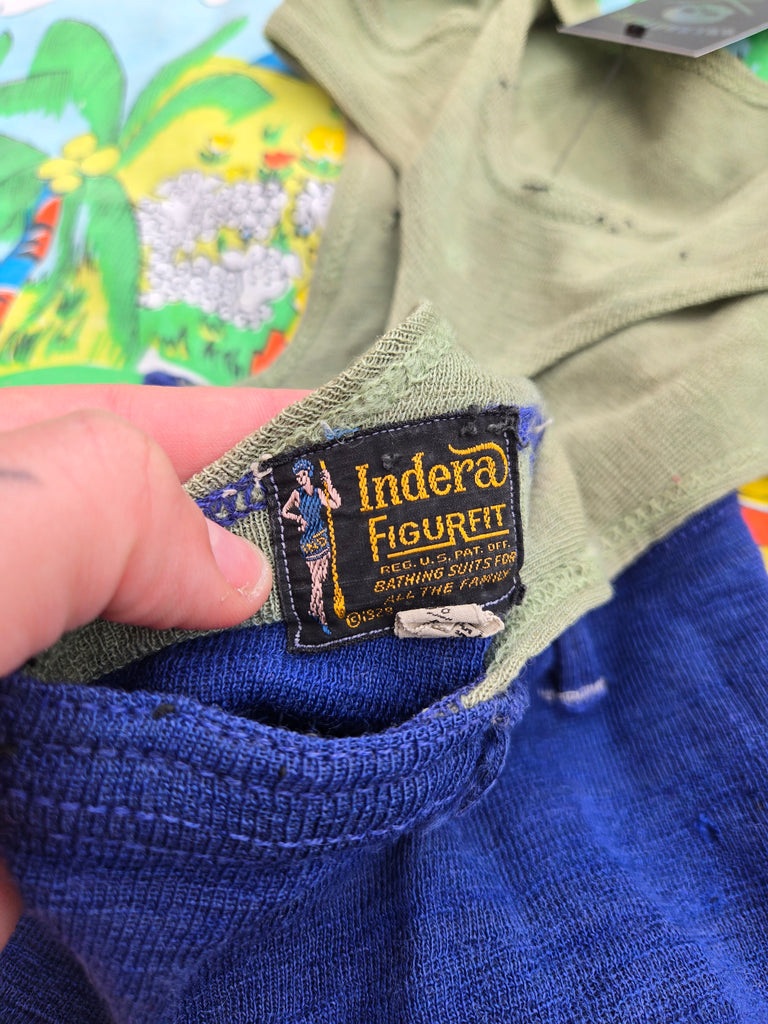 Indera
FIGURFIT
REG. U.S. PAT. OFF.
BATHING SUITS FOR
ALL THE FAMILY